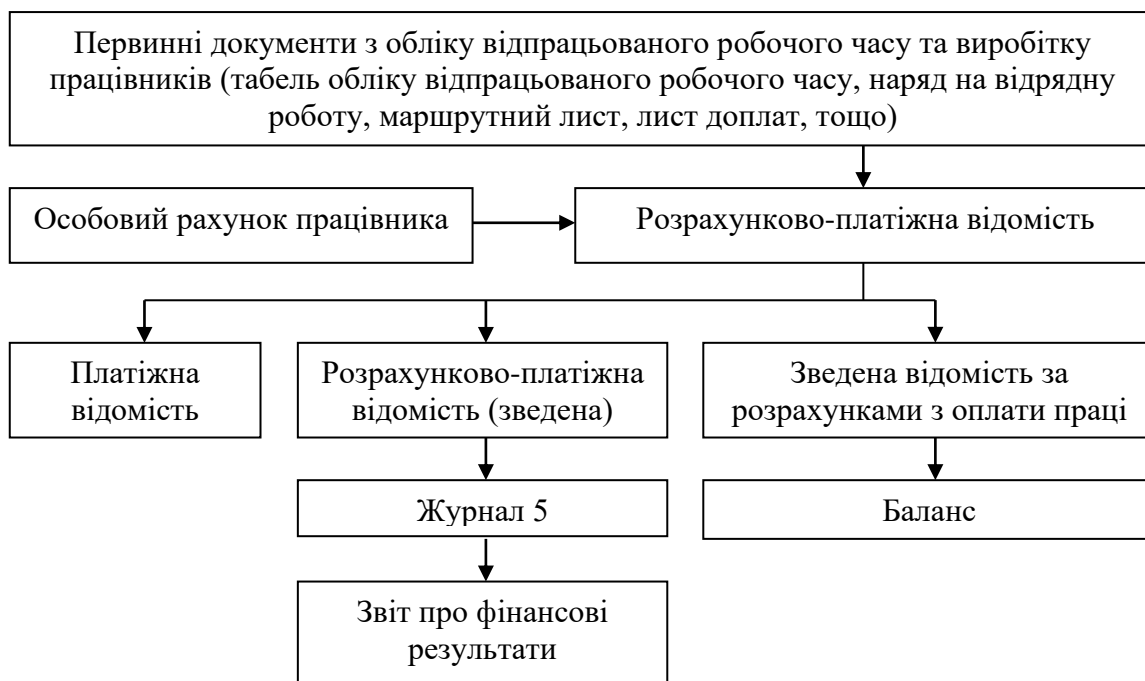 Первинні документи з обліку відпрацьованого робочого часу та виробітку
працівників (табель обліку відпрацьованого робочого часу, наряд на відрядну
роботу, маршрутний лист, лист доплат, тощо)
Особовий рахунок працівника
Розрахунково-платіжна відомість
Платіжна
відомість
Розрахунково-платіжна
відомість (зведена)
Зведена відомість за
розрахунками з оплати праці
Журнал 5
Баланс
Звіт про фінансові
результати